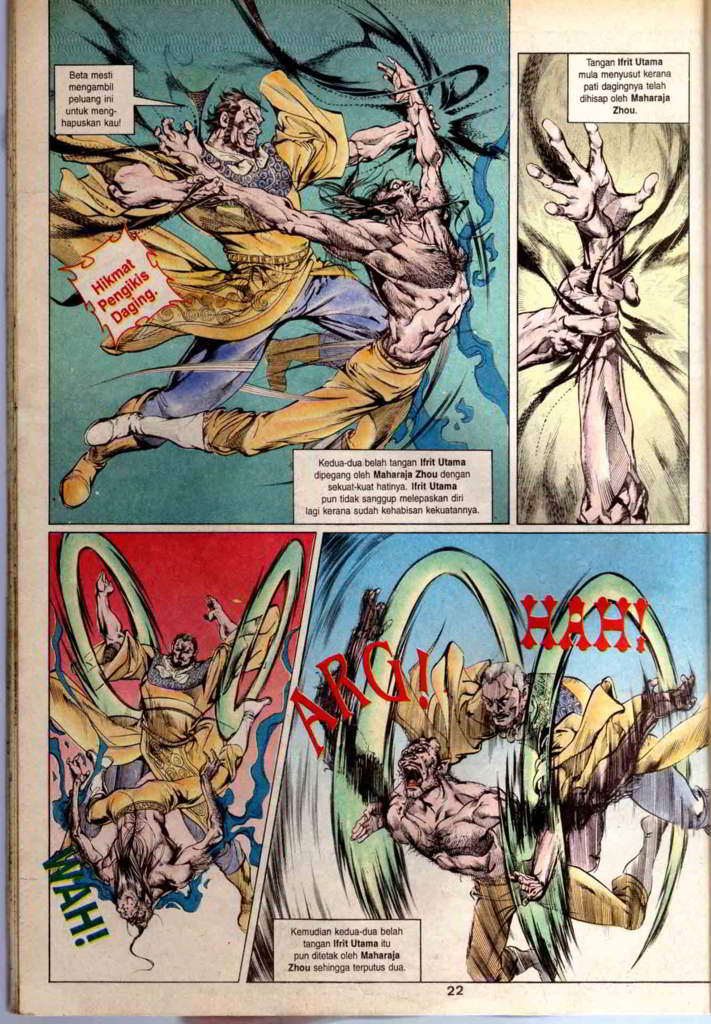 Beta mesti
mengambil
peluang ini
untuk meng-
hapuskan kau!
Hikmat
Pengikis
Daging.
Kedua-dua belah tangan Ifrit Utama
dipegang oleh Maharaja Zhou dengan
sekuat-kuat hatinya. Ifrit Utama
pun tidak sanggup melepaskan diri
lagi kerana sudah kehabisan kekuatannya.
Tangan Ifrit Utama
mula menyusut kerana
pati dagingnya telah
dihisap oleh Maharaja
Zhou.
WAH!
ARG!
HAH!
Kemudian kedua-dua belah
tangan Ifrit Utama itu
pun ditetak oleh Maharaja
Zhou sehingga terputus dua.
22